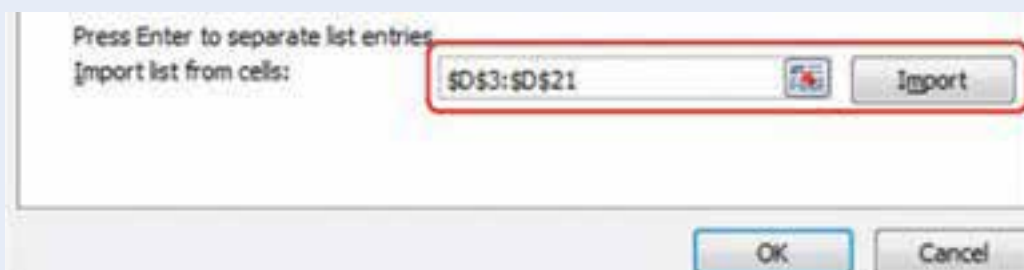 Press Enter to separate list entries.
Import list from cells:
$D$3:$D$21
Import
OK
Cancel